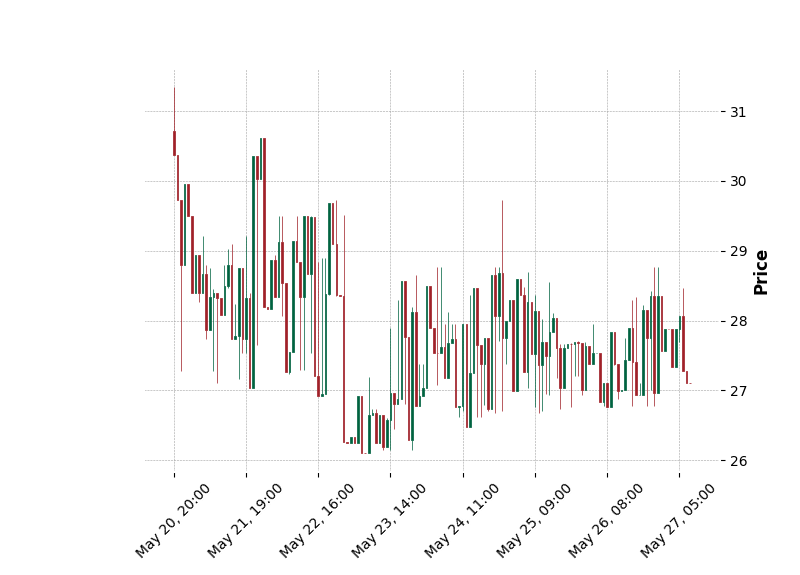 31
30
29
28
27
26
Price
May 20, 20:00
May 21, 19:00
May 22, 16:00
May 23, 14:00
May 24, 11:00
May 25, 09:00
May 26, 08:00
May 27, 05:00